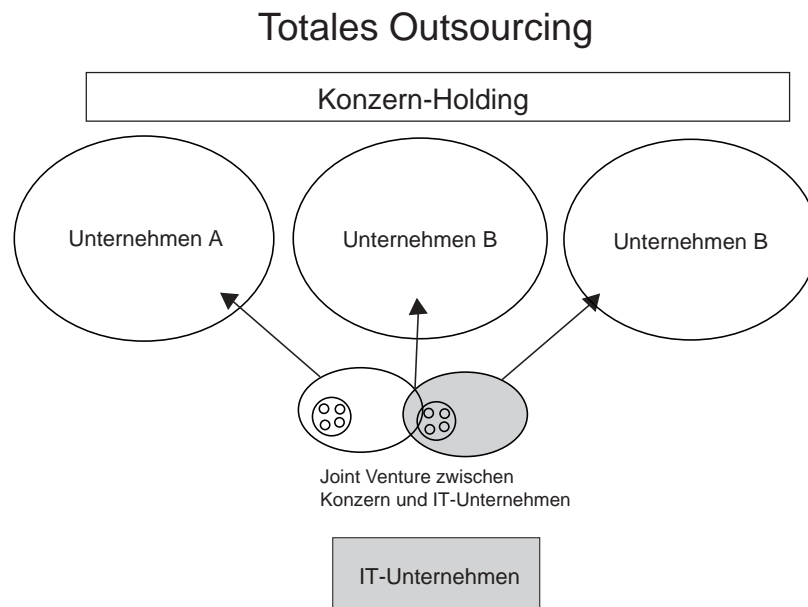 Totales Outsourcing
Konzern-Holding
Unternehmen A
Unternehmen B
Unternehmen B
Joint Venture zwischen
Konzern und IT-Unternehmen
IT-Unternehmen